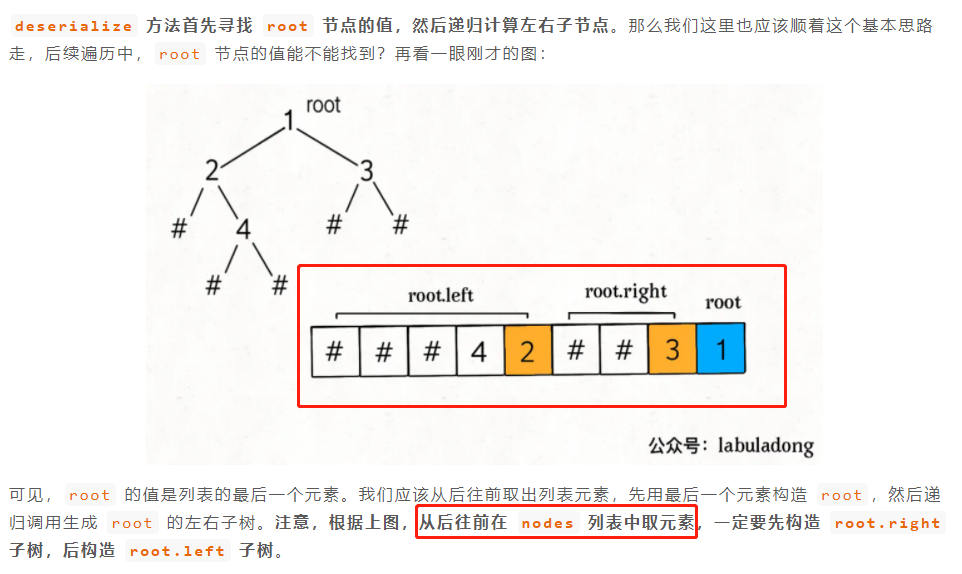 deserialize 方法首先寻找 root 节点的值，然后递归计算左右子节点。那么我们这里也应该顺着这个基本思路
走，后续遍历中， root 节点的值能不能找到？再看一眼刚才的图：
1 root
2 3
# 4 # #
# #
root.left root.right root
# # # 4 2 # # 3 1
公众号：labuladong
可见， root 的值是列表的最后一个元素。我们应该从后往前取出列表元素，先用最后一个元素构造 root ，然后递
归调用生成 root 的左右子树。注意，根据上图，从后往前在 nodes 列表中取元素，一定要先构造 root.right
子树，后构造 root.left 子树。